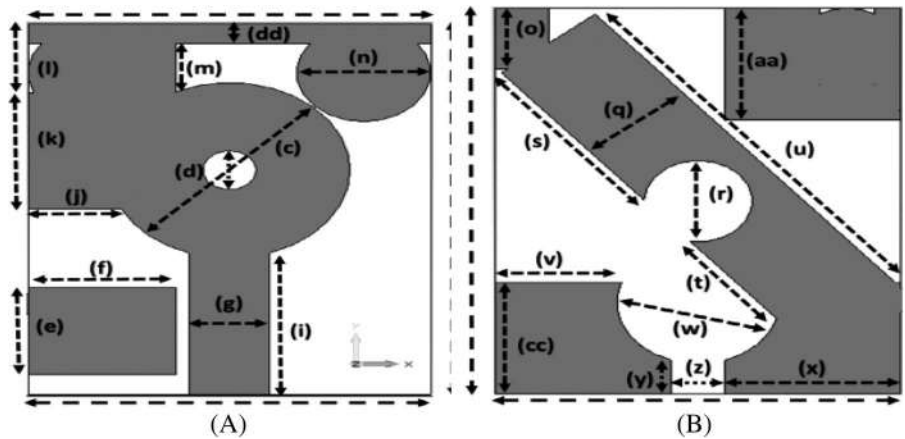 (dd)
(l)
(m)
(n)
(k)
(c)
(d)
(j)
(f)
(g)
(e)
(i)
Y
Z
X
(A)
(o)
(aa)
(q)
(s)
(u)
(r)
(v)
(t)
(w)
(cc)
(y)
(z)
(x)
(B)